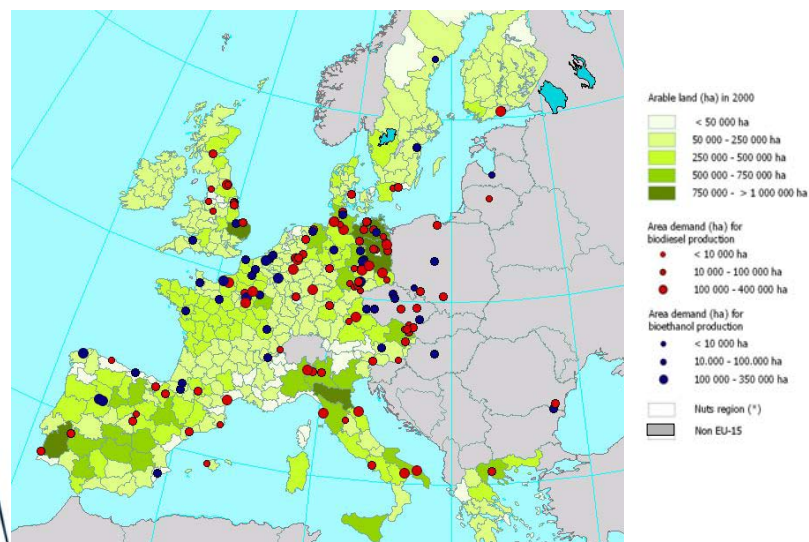 Arable land (ha) in 2000
< 50 000 ha
50 000 - 250 000 ha
250 000 - 500 000 ha
500 000 - 750 000 ha
750 000 - > 1 000 000 ha
Area demand (ha) for
biodiesel production
< 10 000 ha
10 000 - 100 000 ha
100 000 - 400 000 ha
Area demand (ha) for
bioethanol production
< 10 000 ha
10.000 - 100.000 ha
100 000 - 350 000 ha
Nuts region (*)
Non EU-15